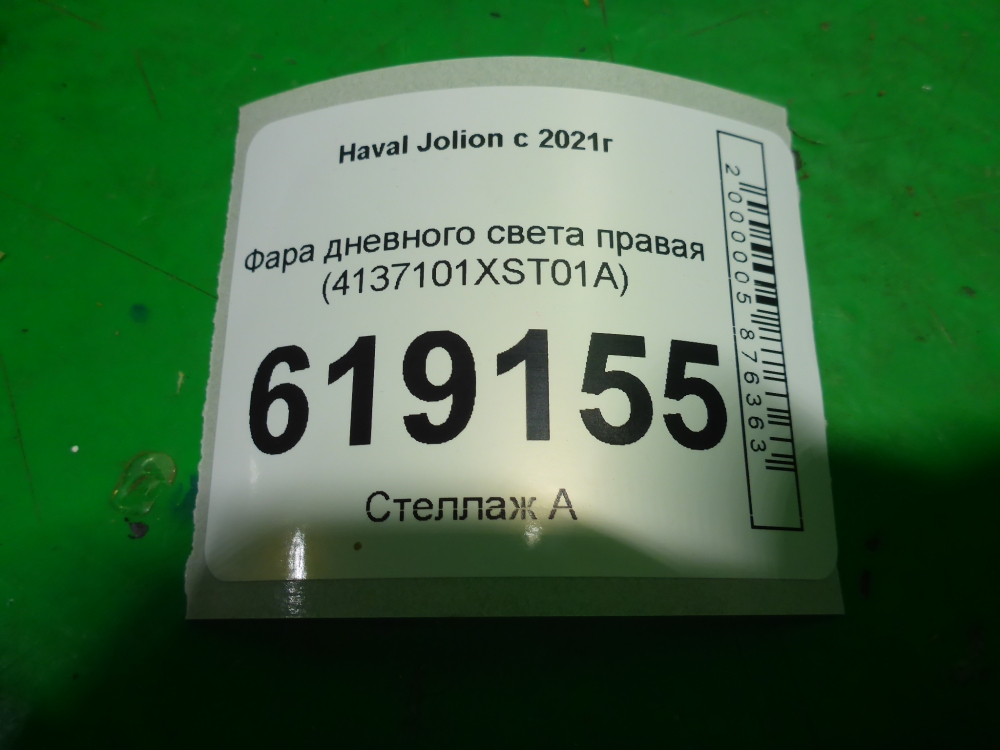 Haval Jolion с 2021г
Фара дневного света правая
(4137101XST01A)
619155
Стеллаж А
2000005876363